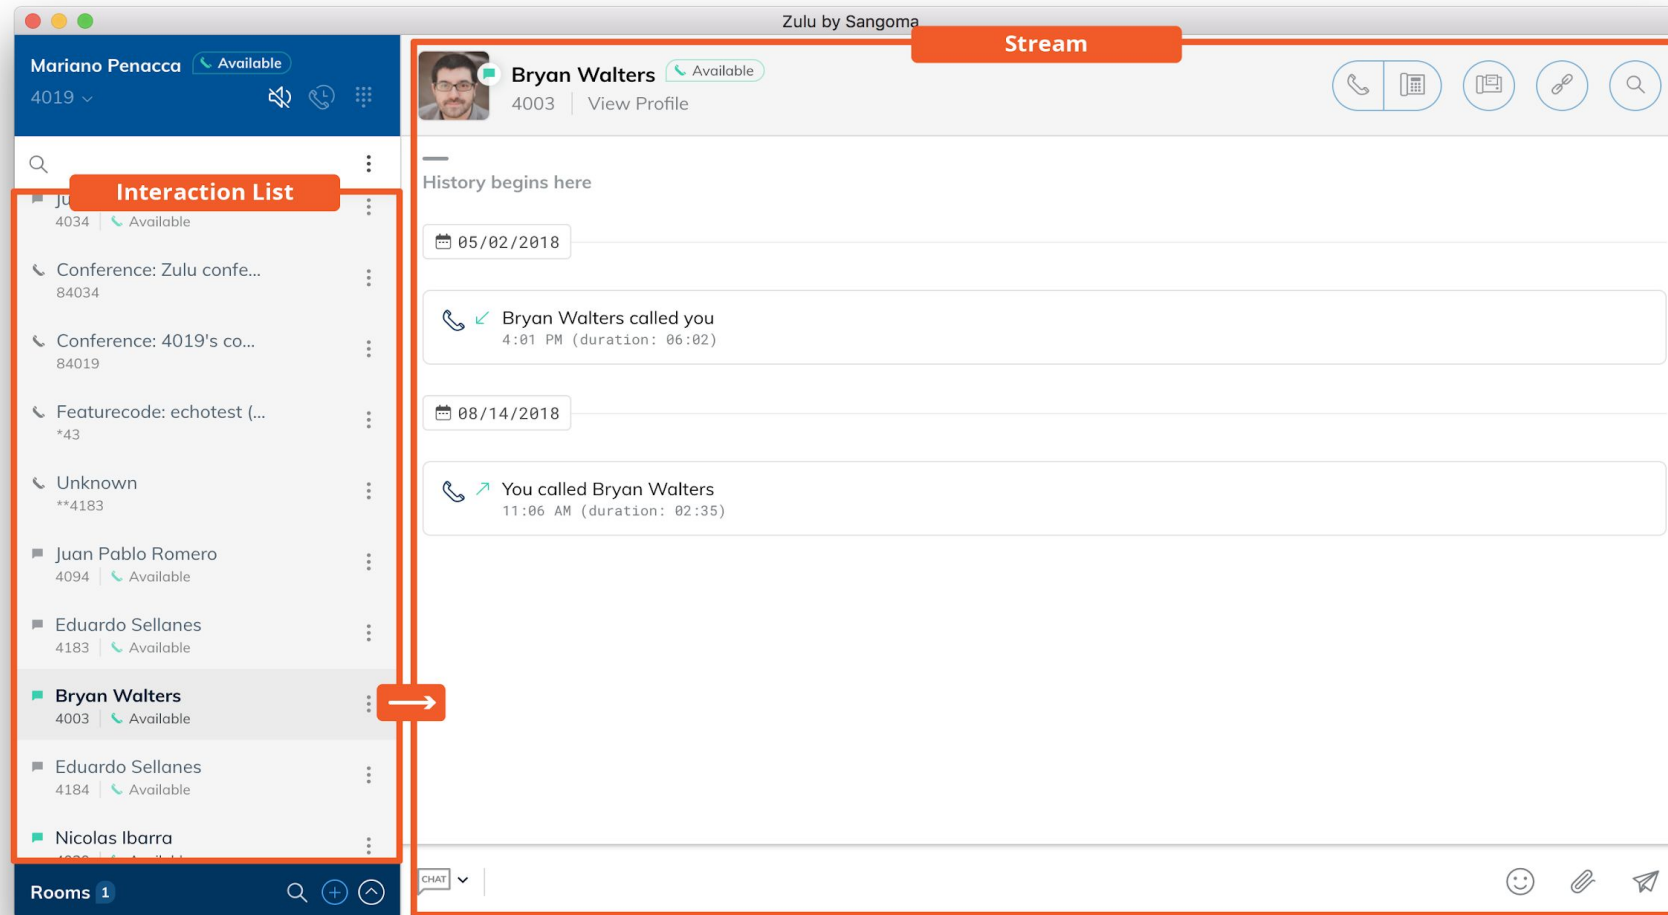 Zulu by Sangoma
Stream
Mariano Penacca Available
4019
Bryan Walters Available
4003 View Profile
Interaction List
4034 Available
Conference: Zulu confe...
84034
Conference: 4019's co...
84019
Featurecode: echotest (...
*43
Unknown
**4183
Juan Pablo Romero
4094 Available
Eduardo Sellanes
4183 Available
Bryan Walters
4003 Available
Eduardo Sellanes
4184 Available
Nicolas Ibarra
Rooms 1
History begins here
05/02/2018
Bryan Walters called you
4:01 PM (duration: 06:02)
08/14/2018
You called Bryan Walters
11:06 AM (duration: 02:35)
CHAT